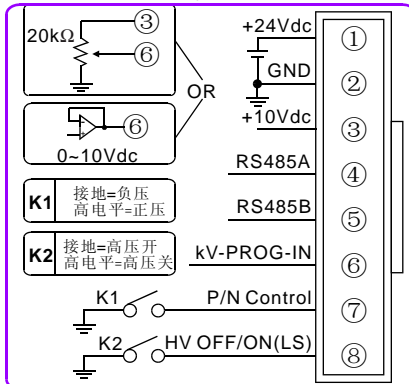 20kΩ
③
⑥
OR
⑥
0~10Vdc
K1
接地=负压
高电平=正压
K2
接地=高压开
高电平=高压关
+24Vdc
①
GND
②
+10Vdc
③
RS485A
④
RS485B
⑤
kV-PROG-IN
⑥
K1
P/N Control
⑦
K2
HV OFF/ON(LS)
⑧